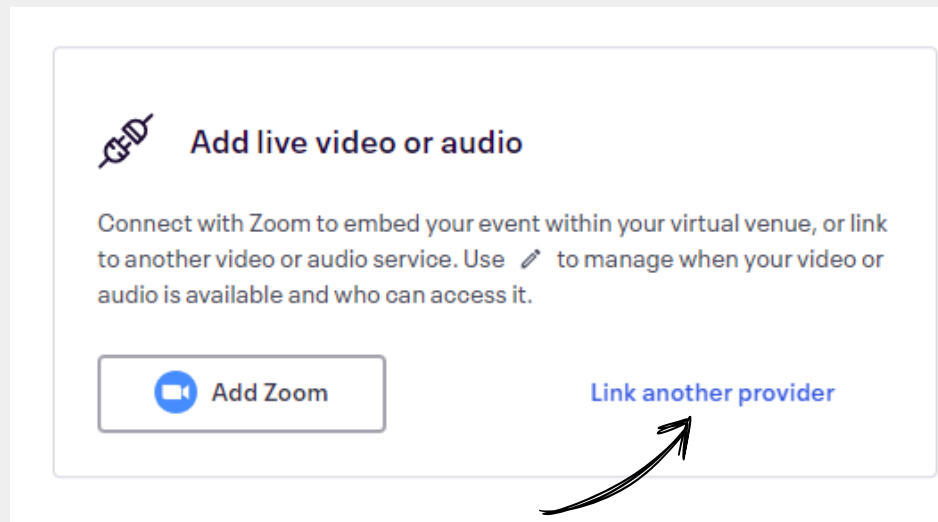 Add live video or audio
Connect with Zoom to embed your event within your virtual venue, or link
to another video or audio service. Use to manage when your video or
audio is available and who can access it.
Add Zoom
Link another provider